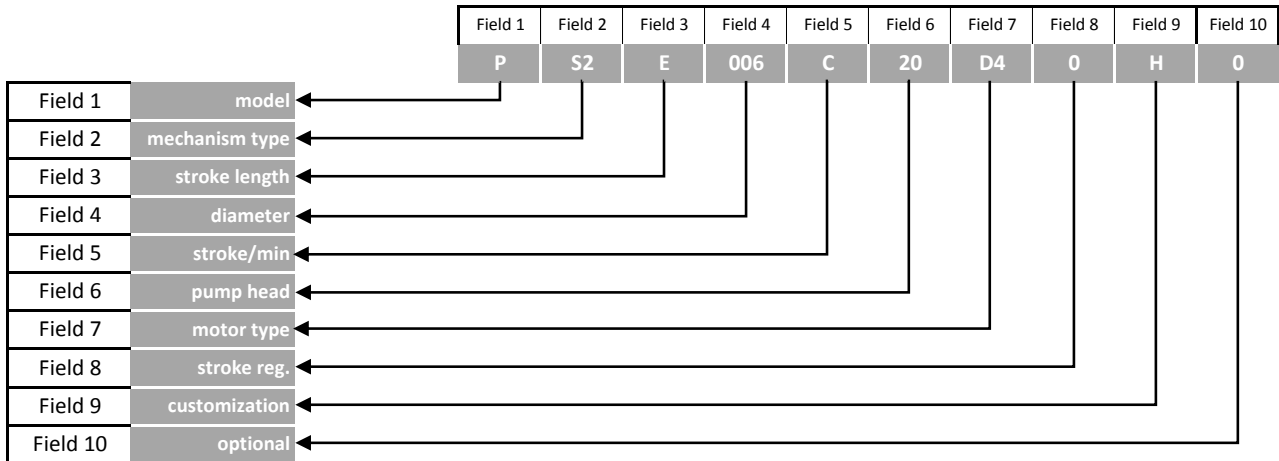 Field 1 Field 2 Field 3 Field 4 Field 5 Field 6 Field 7 Field 8 Field 9 Field 10
P S2 E 006 C 20 D4 0 H 0
Field 1 model
Field 2 mechanism type
Field 3 stroke length
Field 4 diameter
Field 5 stroke/min
Field 6 pump head
Field 7 motor type
Field 8 stroke reg.
Field 9 customization
Field 10 optional